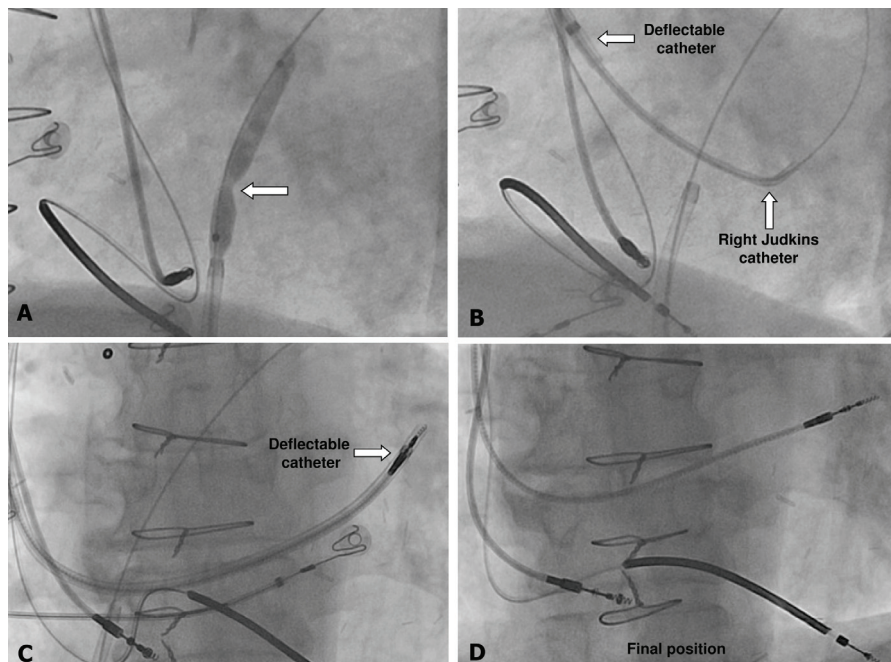 Deflectable
catheter
Right Judkins
catheter
A
B
Deflectable
catheter
C
D
Final position